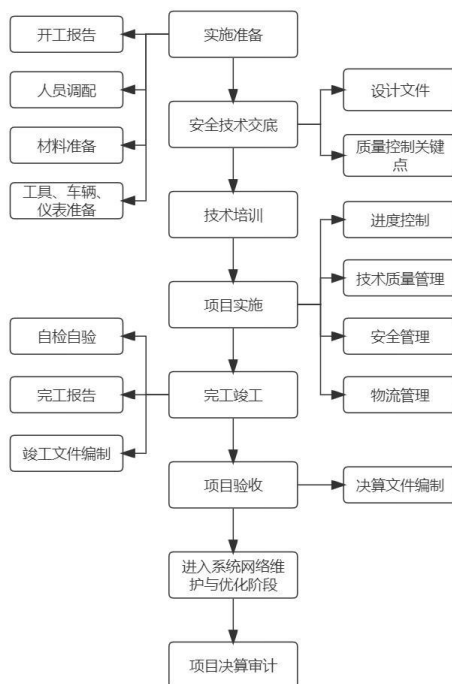 开工报告
实施准备
人员调配
设计文件
安全技术交底
材料准备
质量控制关键
点
工具、车辆、
仪表准备
技术培训
进度控制
技术质量管理
项目实施
自检自验
安全管理
完工报告
完工竣工
物流管理
竣工文件编制
项目验收
决算文件编制
进入系统网络维
护与优化阶段
项目决算审计